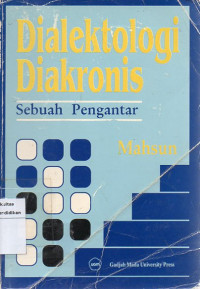 Dialektologi
Diakronis
Sebuah Pengantar
Mahsun
Gadjah Mada University Press